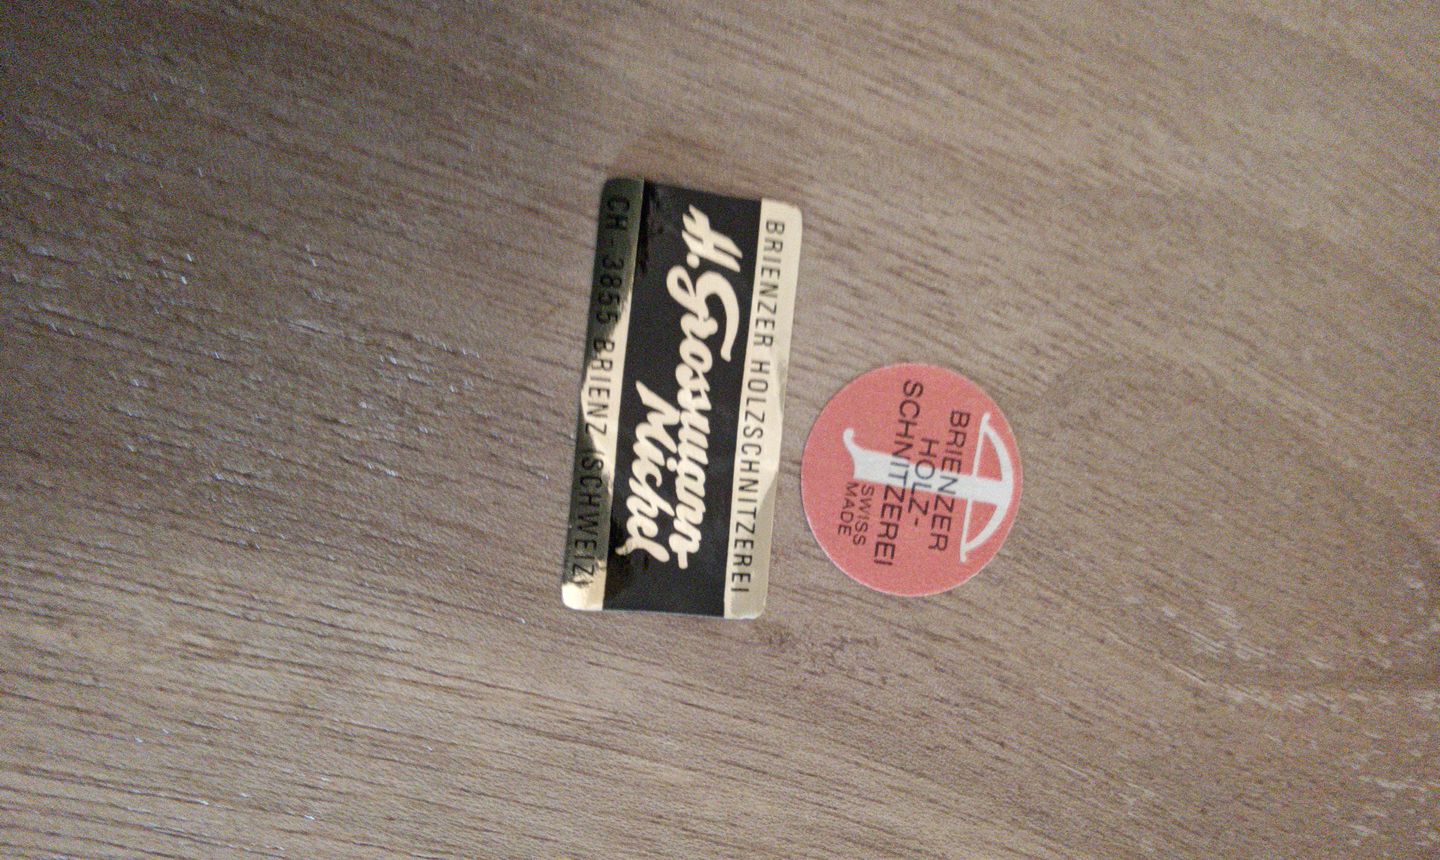 BRIENZER HOLZSCHNITZEREI
H. Grossmann-
Michel
CH-3855 BRIENZ (SCHWEIZ)
BRIENZER
HOLZ-
SCHNITZEREI
SWISS
MADE